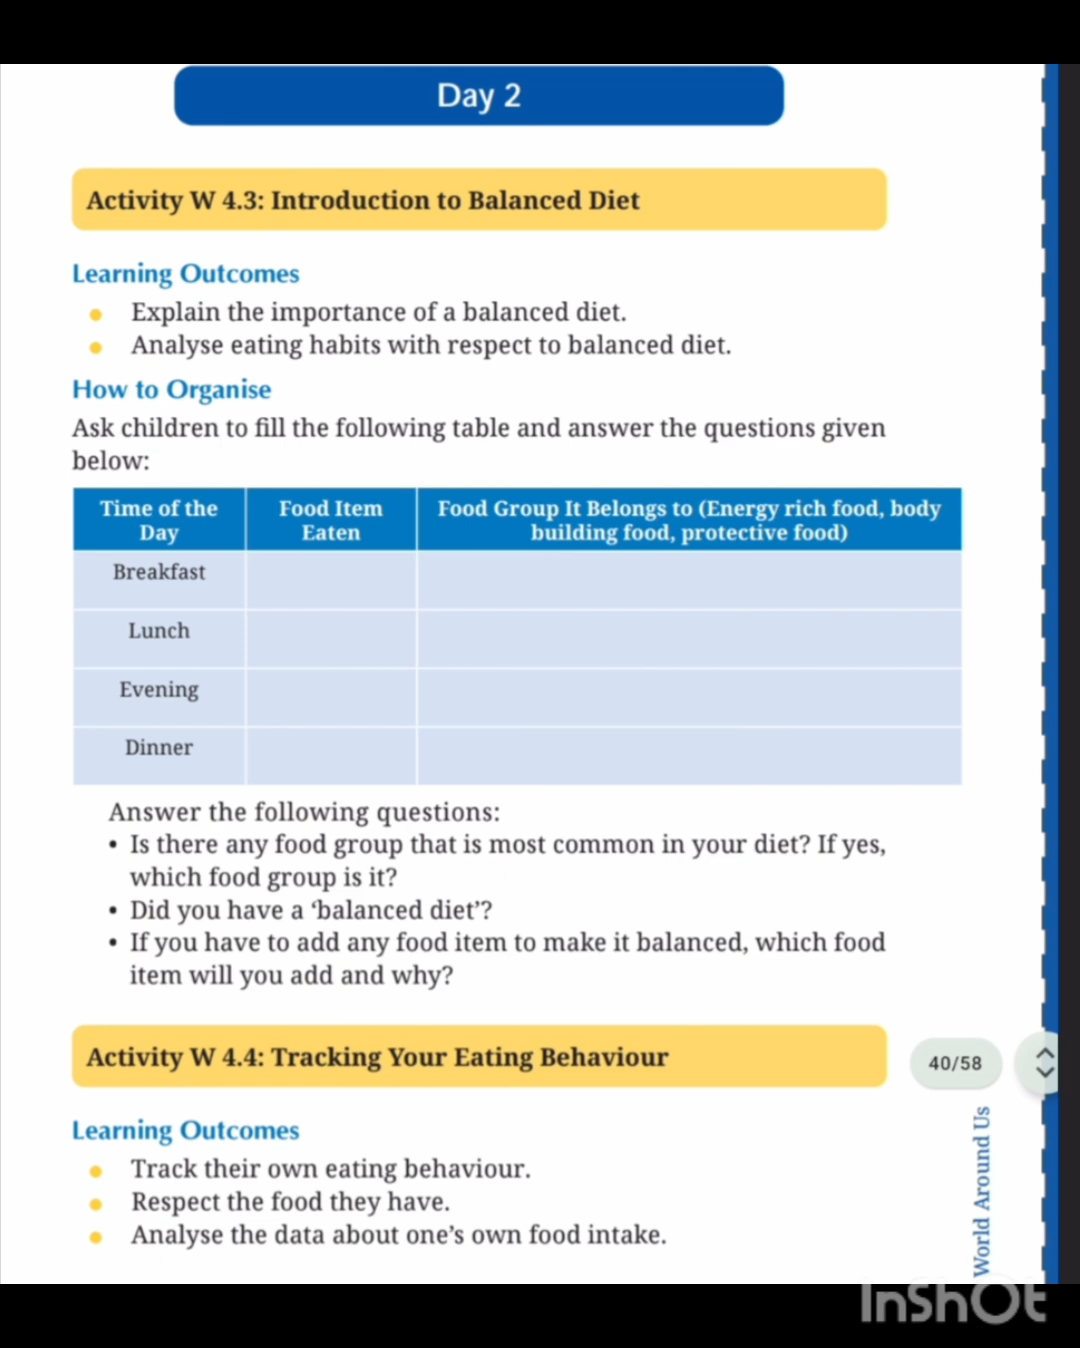 Day 2
Activity W 4.3: Introduction to Balanced Diet
Learning Outcomes
Explain the importance of a balanced diet.
Analyse eating habits with respect to balanced diet.
How to Organise
Ask children to fill the following table and answer the questions given
below:
Time of the
Day
Food Item
Eaten
Food Group It Belongs to (Energy rich food, body
building food, protective food)
Breakfast
Lunch
Evening
Dinner
Answer the following questions:
• Is there any food group that is most common in your diet? If yes,
which food group is it?
• Did you have a ‘balanced diet’?
• If you have to add any food item to make it balanced, which food
item will you add and why?
Activity W 4.4: Tracking Your Eating Behaviour
40/58
Learning Outcomes
Track their own eating behaviour.
Respect the food they have.
Analyse the data about one’s own food intake.
World Around Us
InShOt